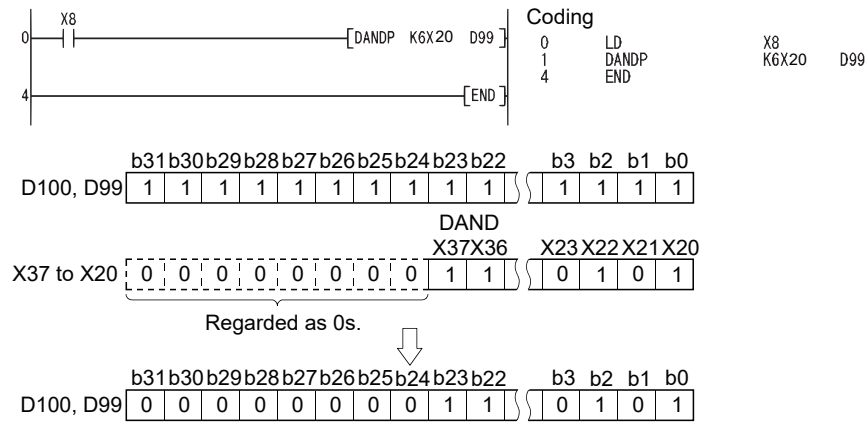 X8
0 DANDP K6X20 D99
4 END
Coding
0 LD X8
1 DANDP K6X20 D99
4 END
b31 b30 b29 b28 b27 b26 b25 b24 b23 b22 b3 b2 b1 b0
D100, D99 1 1 1 1 1 1 1 1 1 1 1 1 1 1
DAND
X37 X36 X23 X22 X21 X20
X37 to X20 0 0 0 0 0 0 0 0 1 1 0 1 0 1
Regarded as 0s.
b31 b30 b29 b28 b27 b26 b25 b24 b23 b22 b3 b2 b1 b0
D100, D99 0 0 0 0 0 0 0 0 1 1 0 1 0 1